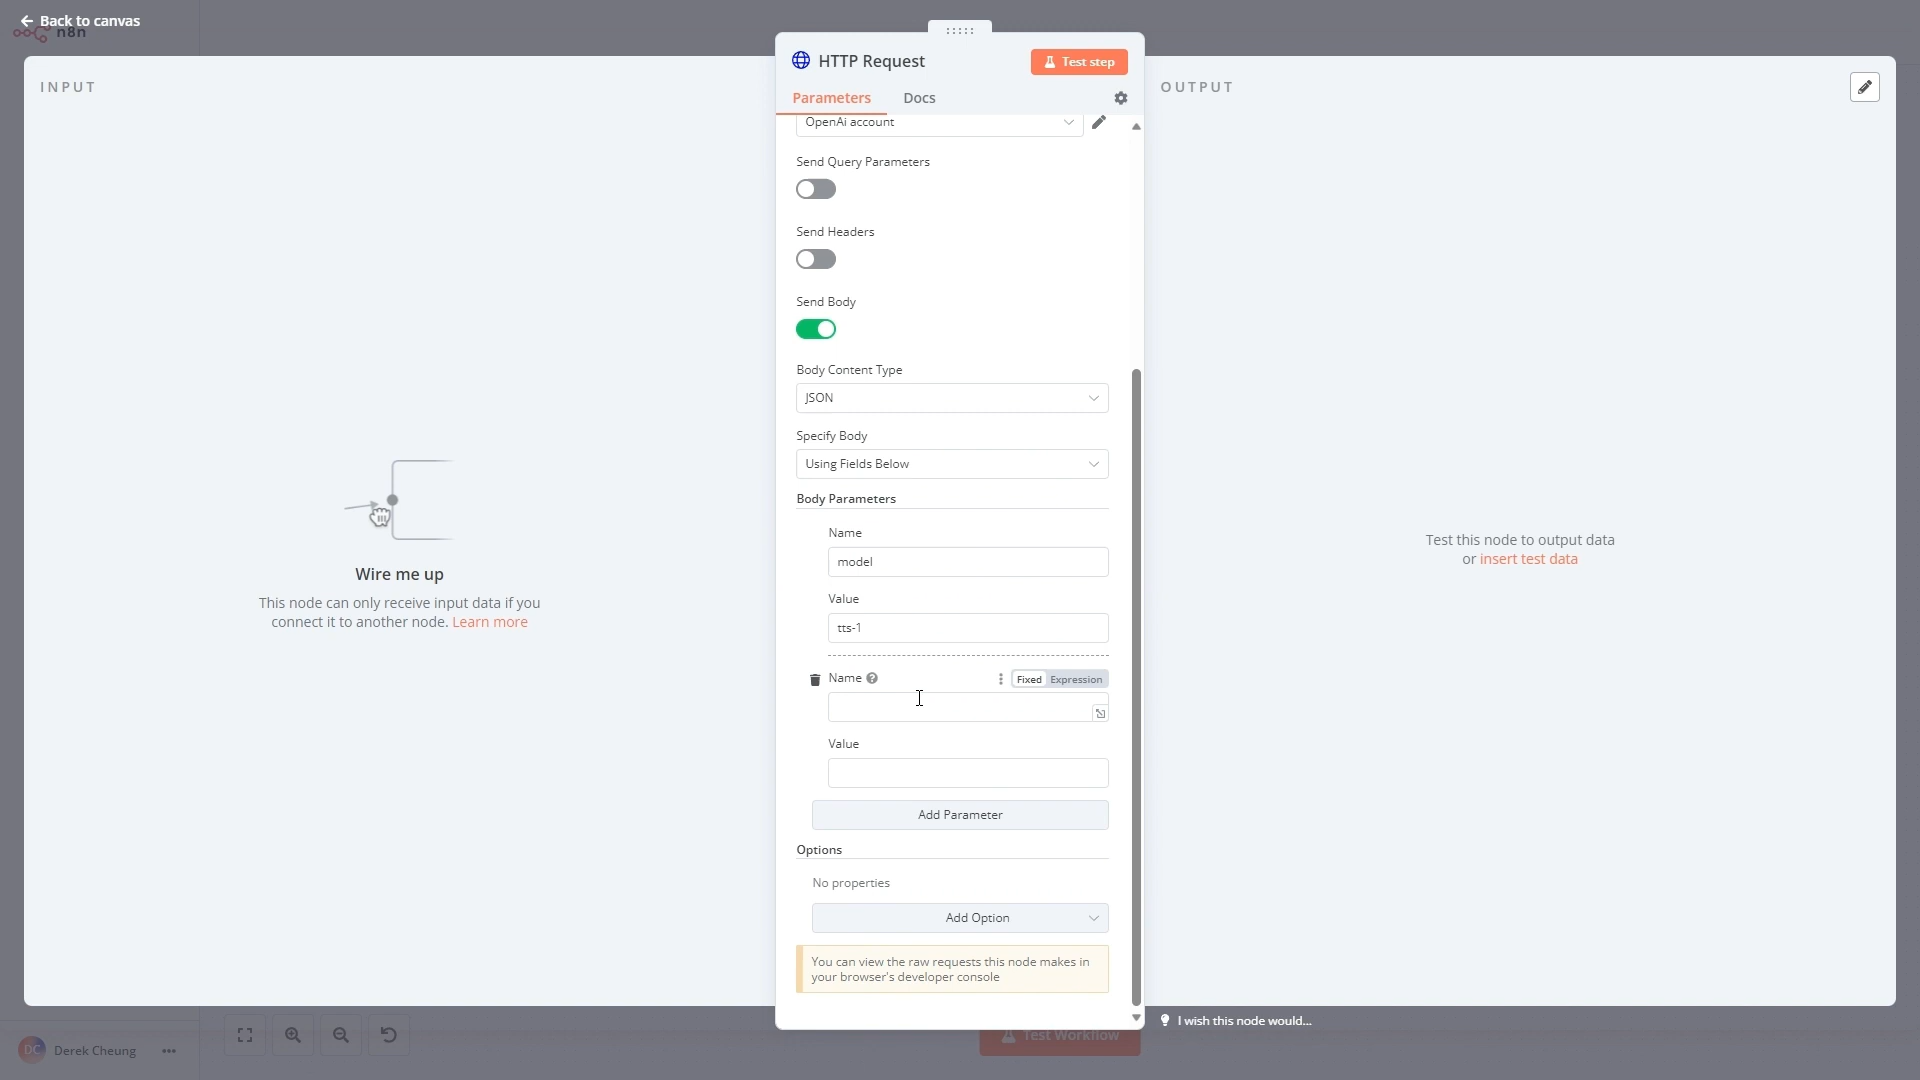 Back to canvas
n8n
INPUT
HTTP Request
Test step
OUTPUT
Parameters
Docs
OpenAi account
Send Query Parameters
Send Headers
Send Body
Body Content Type
JSON
Specify Body
Using Fields Below
Body Parameters
Name
model
Value
tts-1
Name
Fixed
Expression
Value
Add Parameter
Options
No properties
Add Option
You can view the raw requests this node makes in
your browser's developer console
Wire me up
This node can only receive input data if you
connect it to another node. Learn more
Test this node to output data
or insert test data
I wish this node would...
DC
Derek Cheung
Test Workflow